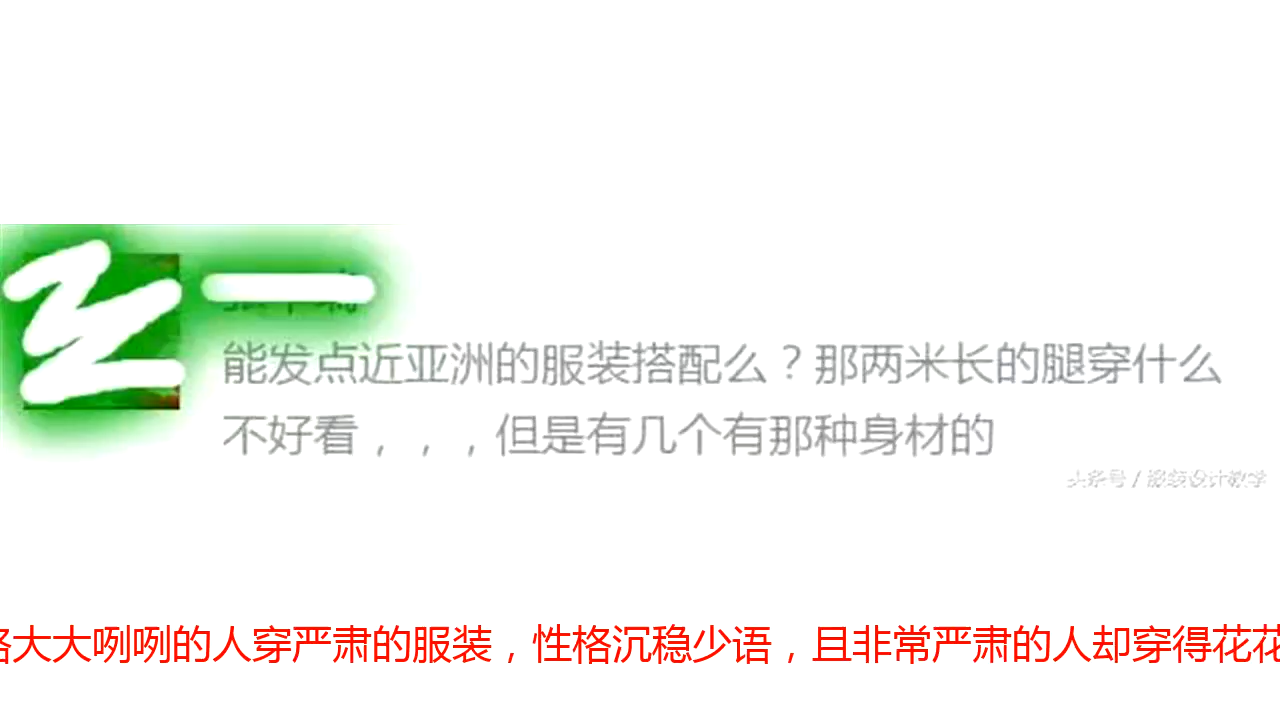 能发点近亚洲的服装搭配么？那两米长的腿穿什么
不好看，，，但是有几个有那种身材的
头条号 / 服装设计教学
格大大咧咧的人穿严肃的服装，性格沉稳少语，且非常严肃的人却穿得花花